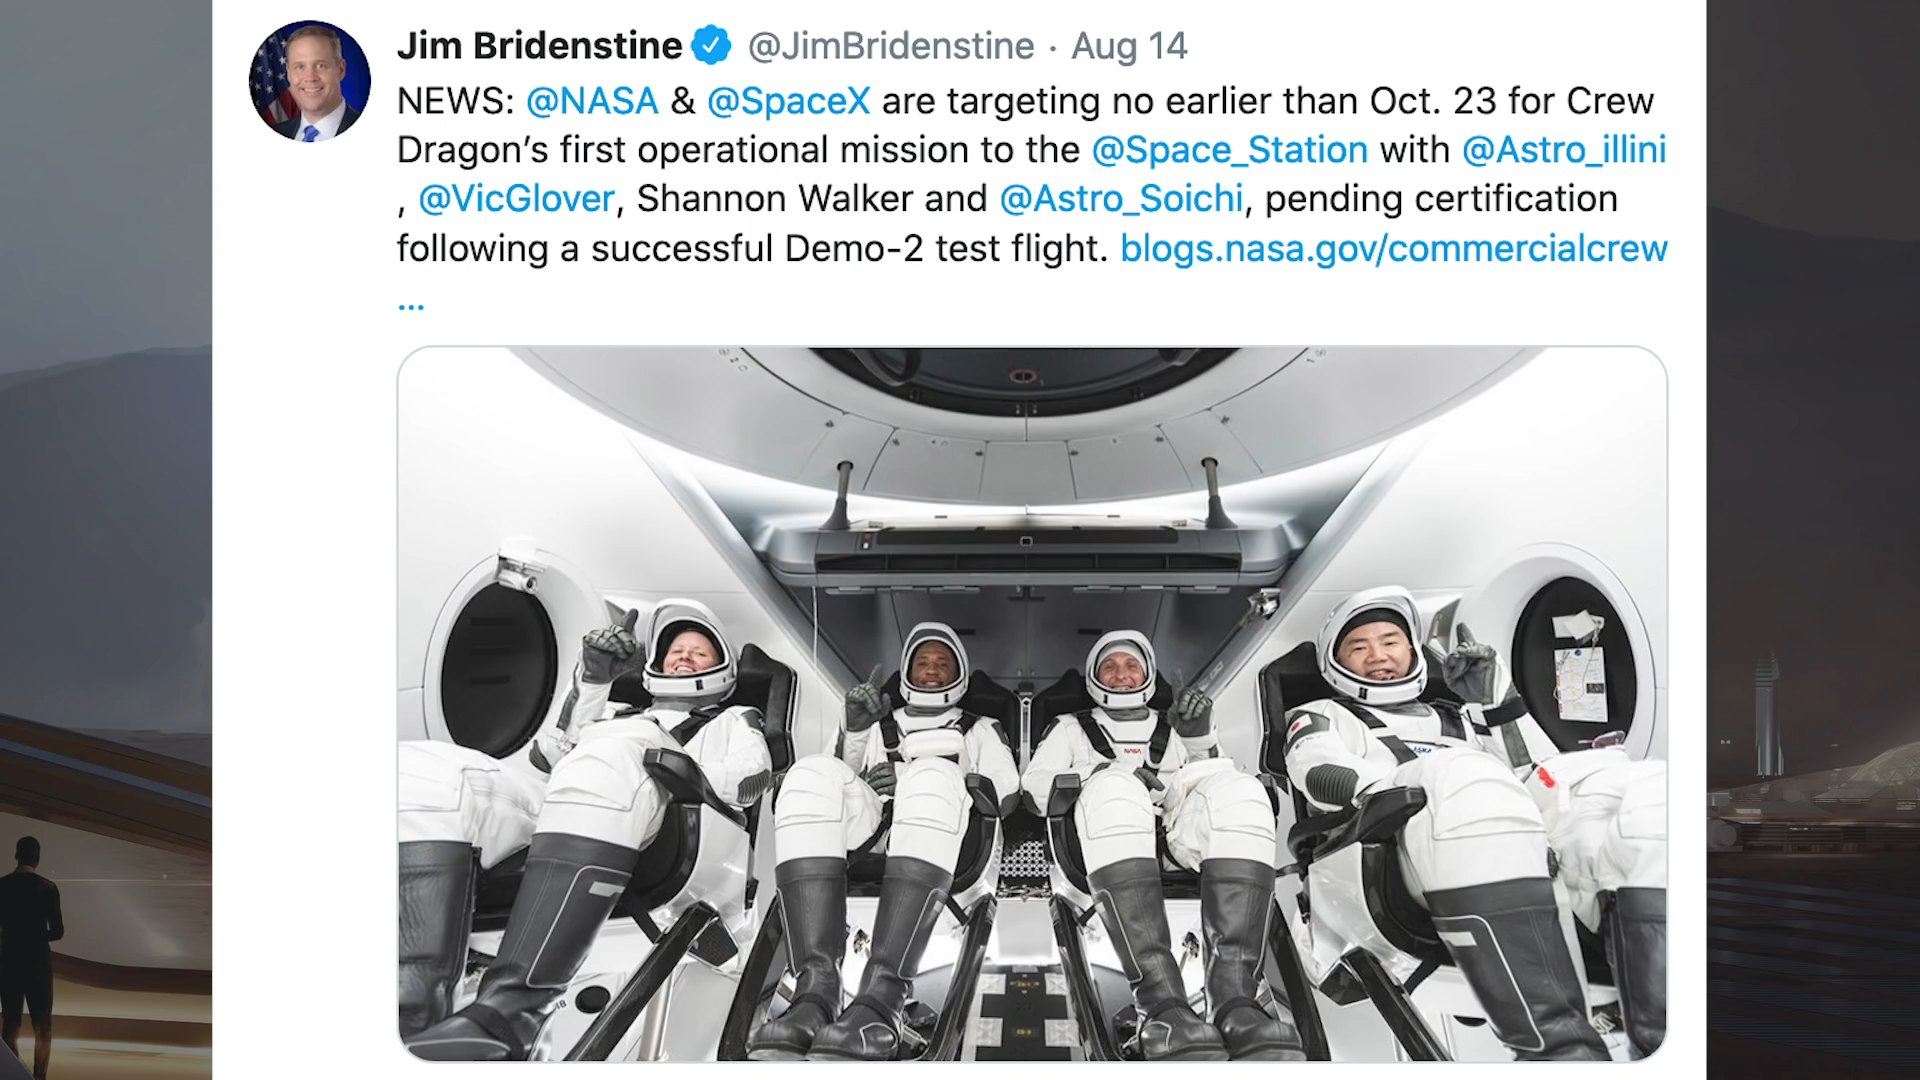 Jim Bridenstine @JimBridenstine · Aug 14
NEWS: @NASA & @SpaceX are targeting no earlier than Oct. 23 for Crew
Dragon’s first operational mission to the @Space_Station with @Astro_illini
, @VicGlover, Shannon Walker and @Astro_Soichi, pending certification
following a successful Demo-2 test flight. blogs.nasa.gov/commercialcrew
...
NASA